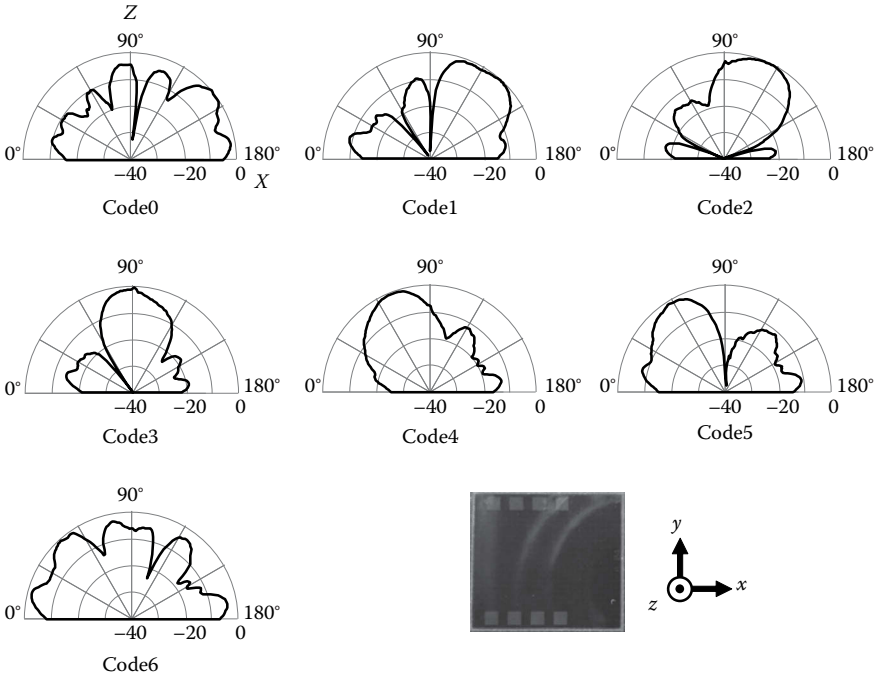 Z
90° 90° 90°
0° 180° 0° 180° 0° 180°
−40 −20 0 X −40 −20 0 −40 −20 0
Code0 Code1 Code2
90° 90° 90°
0° 180° 0° 180° 0° 180°
−40 −20 0 −40 −20 0 −40 −20 0
Code3 Code4 Code5
90°
0° 180°
−40 −20 0
Code6
y
x
z